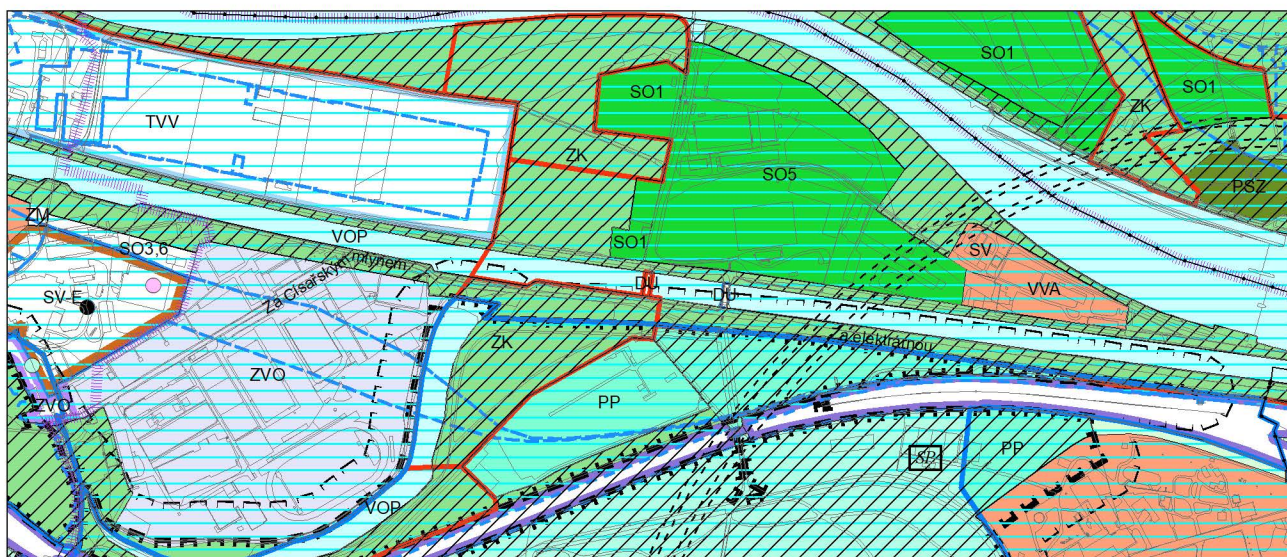 SO1
SO1
SO1
ZK
TVV
ZK
SO5
PSZ
ZM
VOP
SO1
SO3,6
SV
Za Císařským mlýnem
DU
DU
VVA
SV-E
ZK
Za elektrárnou
ZVO
PP
ZVO
PP
SP
VOP